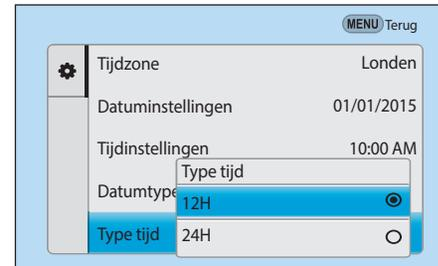 MENU Terug
Tijdzone Londen
Datuminstellingen 01/01/2015
Tijdinstellingen 10:00 AM
Type tijd
Datumtype
12H
Type tijd 24H